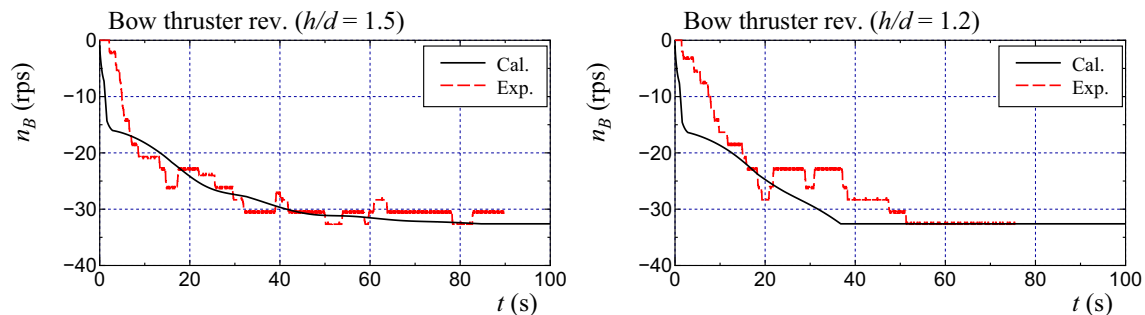 Bow thruster rev. (h/d = 1.5)
0
−10
−20
−30
−40
n_B (rps)
Cal.
Exp.
0 20 40 60 80 100
t (s)
Bow thruster rev. (h/d = 1.2)
0
−10
−20
−30
−40
n_B (rps)
Cal.
Exp.
0 20 40 60 80 100
t (s)